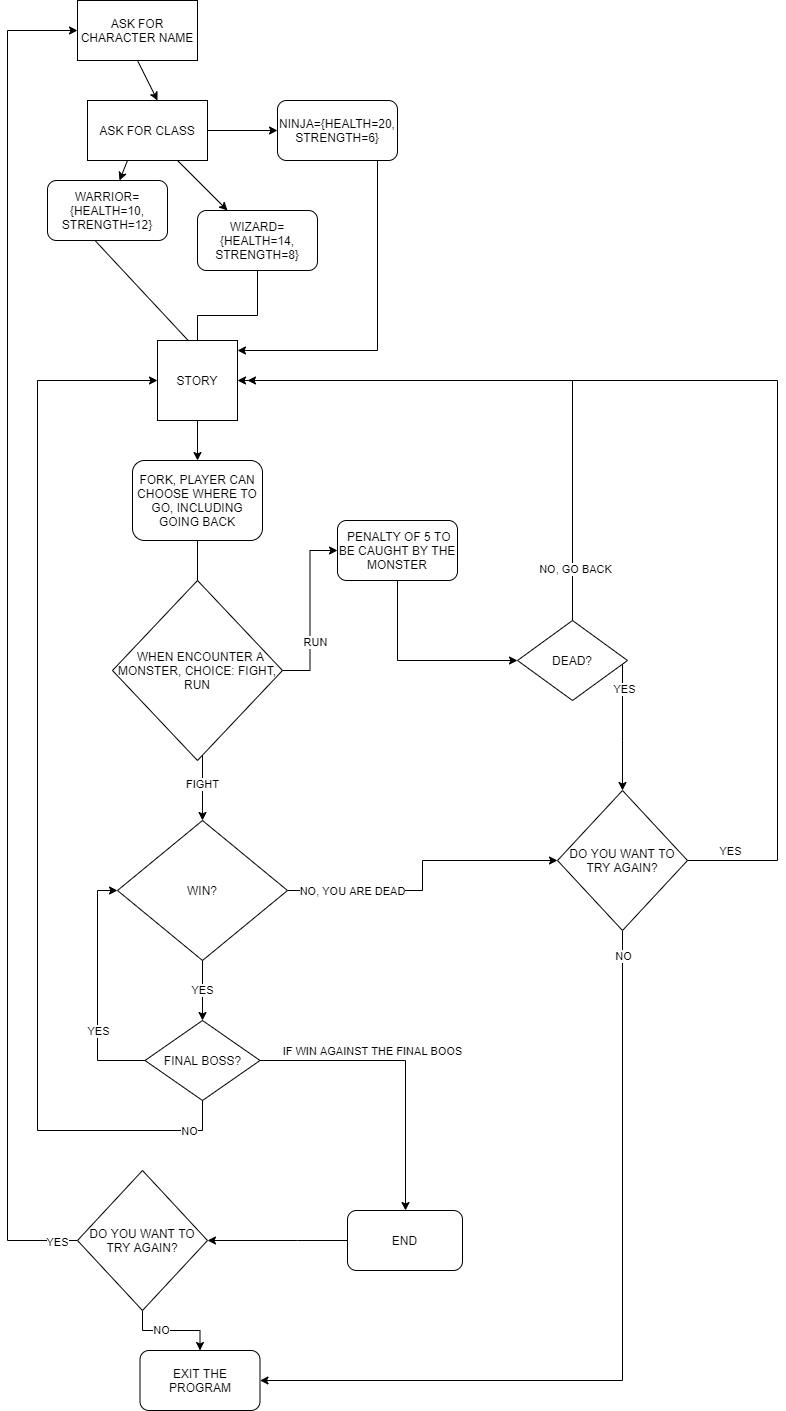 ASK FOR
CHARACTER NAME
ASK FOR CLASS
NINJA={HEALTH=20,
STRENGTH=6}
WARRIOR=
{HEALTH=10,
STRENGTH=12}
WIZARD=
{HEALTH=14,
STRENGTH=8}
STORY
FORK, PLAYER CAN
CHOOSE WHERE TO
GO, INCLUDING
GOING BACK
PENALTY OF 5 TO
BE CAUGHT BY THE
MONSTER
NO, GO BACK
RUN
WHEN ENCOUNTER A
MONSTER, CHOICE: FIGHT,
RUN
DEAD?
YES
FIGHT
DO YOU WANT TO
TRY AGAIN?
YES
WIN?
NO, YOU ARE DEAD
NO
YES
YES
FINAL BOSS?
IF WIN AGAINST THE FINAL BOOS
NO
DO YOU WANT TO
TRY AGAIN?
YES
END
NO
EXIT THE
PROGRAM